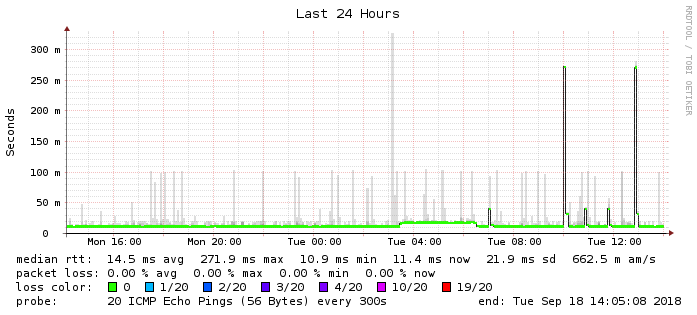 Last 24 Hours
RRDTOOL / TOBI OETIKER
Seconds
300 m
250 m
200 m
150 m
100 m
50 m
0
Mon 16:00 Mon 20:00 Tue 00:00 Tue 04:00 Tue 08:00 Tue 12:00
median rtt: 14.5 ms avg 271.9 ms max 10.9 ms min 11.4 ms now 21.9 ms sd 662.5 m am/s
packet loss: 0.00 % avg 0.00 % max 0.00 % min 0.00 % now
loss color: 0 1/20 2/20 3/20 4/20 10/20 19/20
probe: 20 ICMP Echo Pings (56 Bytes) every 300s end: Tue Sep 18 14:05:08 2018